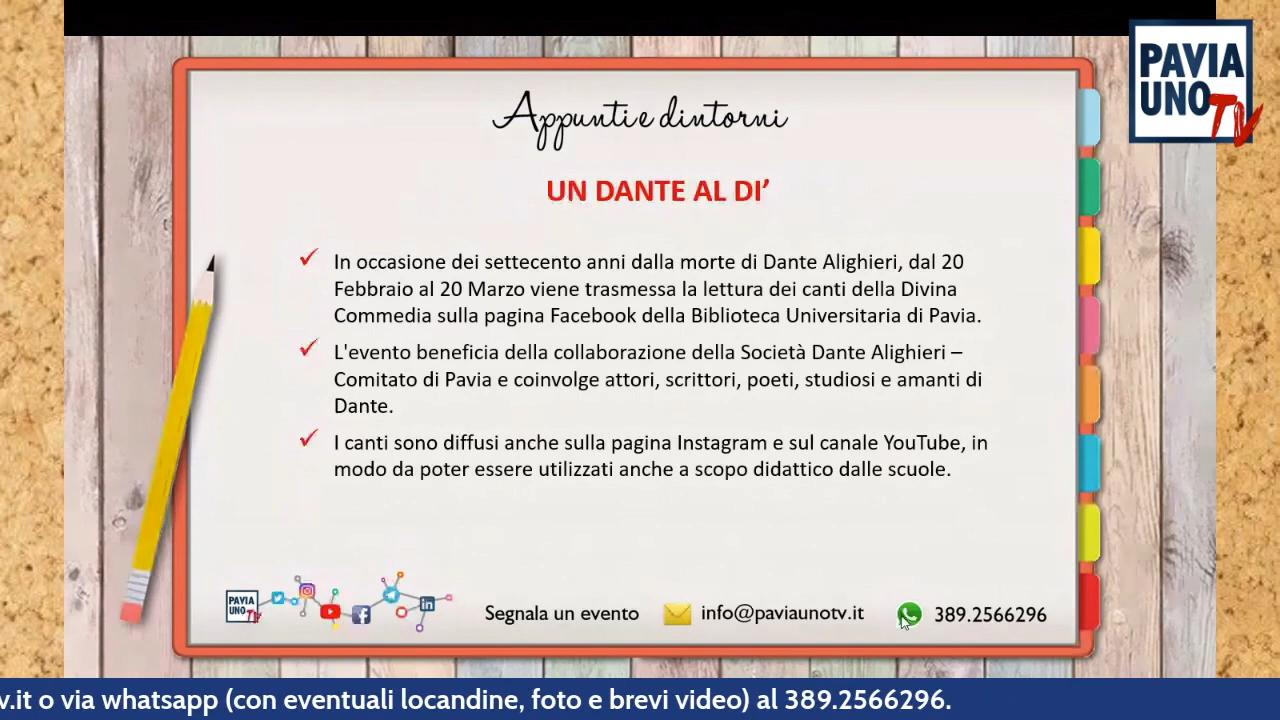 PAVIA
UNO TV
Appunti e dintorni
UN DANTE AL DI’
In occasione dei settecento anni dalla morte di Dante Alighieri, dal 20
Febbraio al 20 Marzo viene trasmessa la lettura dei canti della Divina
Commedia sulla pagina Facebook della Biblioteca Universitaria di Pavia.
L'evento beneficia della collaborazione della Società Dante Alighieri –
Comitato di Pavia e coinvolge attori, scrittori, poeti, studiosi e amanti di
Dante.
I canti sono diffusi anche sulla pagina Instagram e sul canale YouTube, in
modo da poter essere utilizzati anche a scopo didattico dalle scuole.
PAVIA
UNO TV
Segnala un evento info@paviaunotv.it 389.2566296
v.it o via whatsapp (con eventuali locandine, foto e brevi video) al 389.2566296.